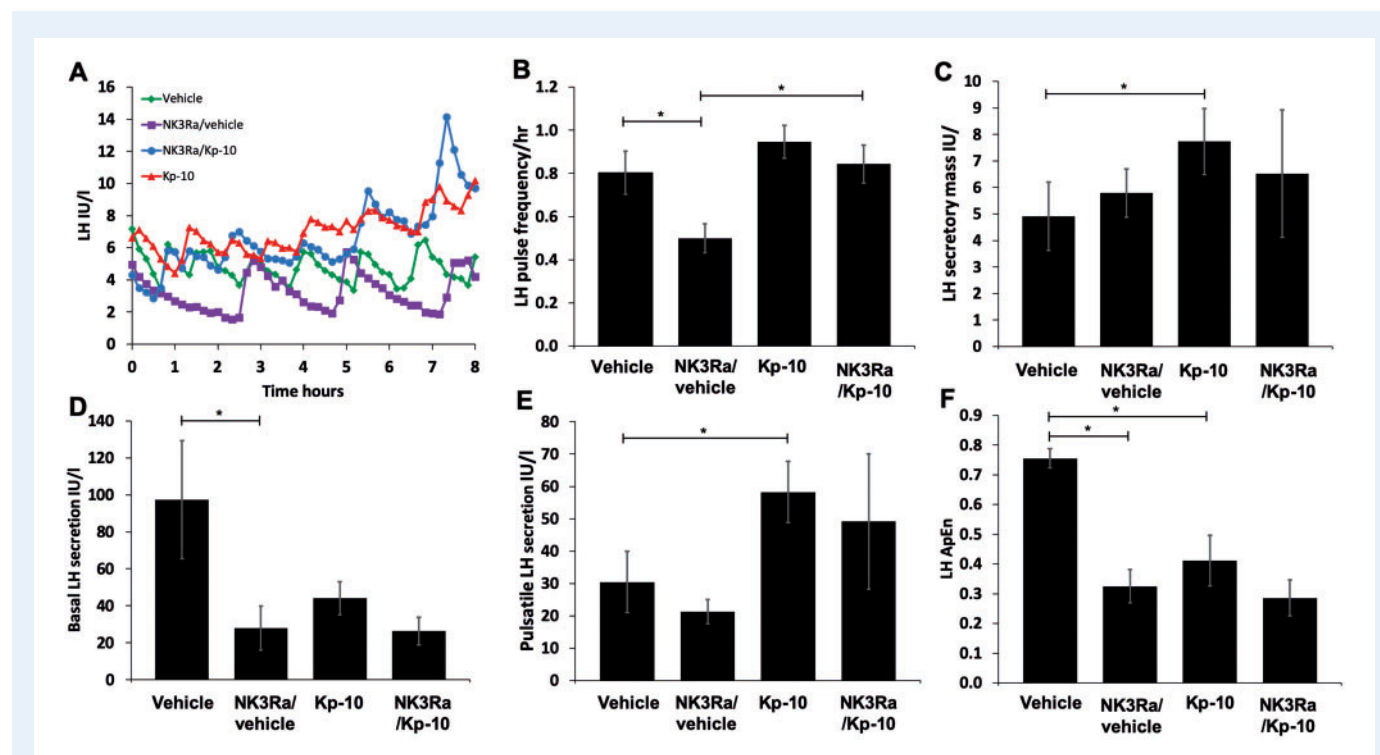 A
LH IU/l
16
14
12
10
8
6
4
2
0
Vehicle
NK3Ra/vehicle
NK3Ra/Kp-10
Kp-10
0 1 2 3 4 5 6 7 8
Time hours
B
LH pulse frequency/hr
1.2
1.0
0.8
0.6
0.4
0.2
0.0
*
*
Vehicle NK3Ra/ Kp-10 NK3Ra
vehicle /Kp-10
C
LH secretory mass IU/
10
9
8
7
6
5
4
3
2
1
0
*
Vehicle NK3Ra/ Kp-10 NK3Ra
vehicle /Kp-10
D
Basal LH secretion IU/l
140
120
100
80
60
40
20
0
*
Vehicle NK3Ra/ Kp-10 NK3Ra
vehicle /Kp-10
E
Pulsatile LH secretion IU/l
80
70
60
50
40
30
20
10
0
*
Vehicle NK3Ra/ Kp-10 NK3Ra
vehicle /Kp-10
F
LH ApEn
0.9
0.8
0.7
0.6
0.5
0.4
0.3
0.2
0.1
0.0
*
*
Vehicle NK3Ra/ Kp-10 NK3Ra
vehicle /Kp-10